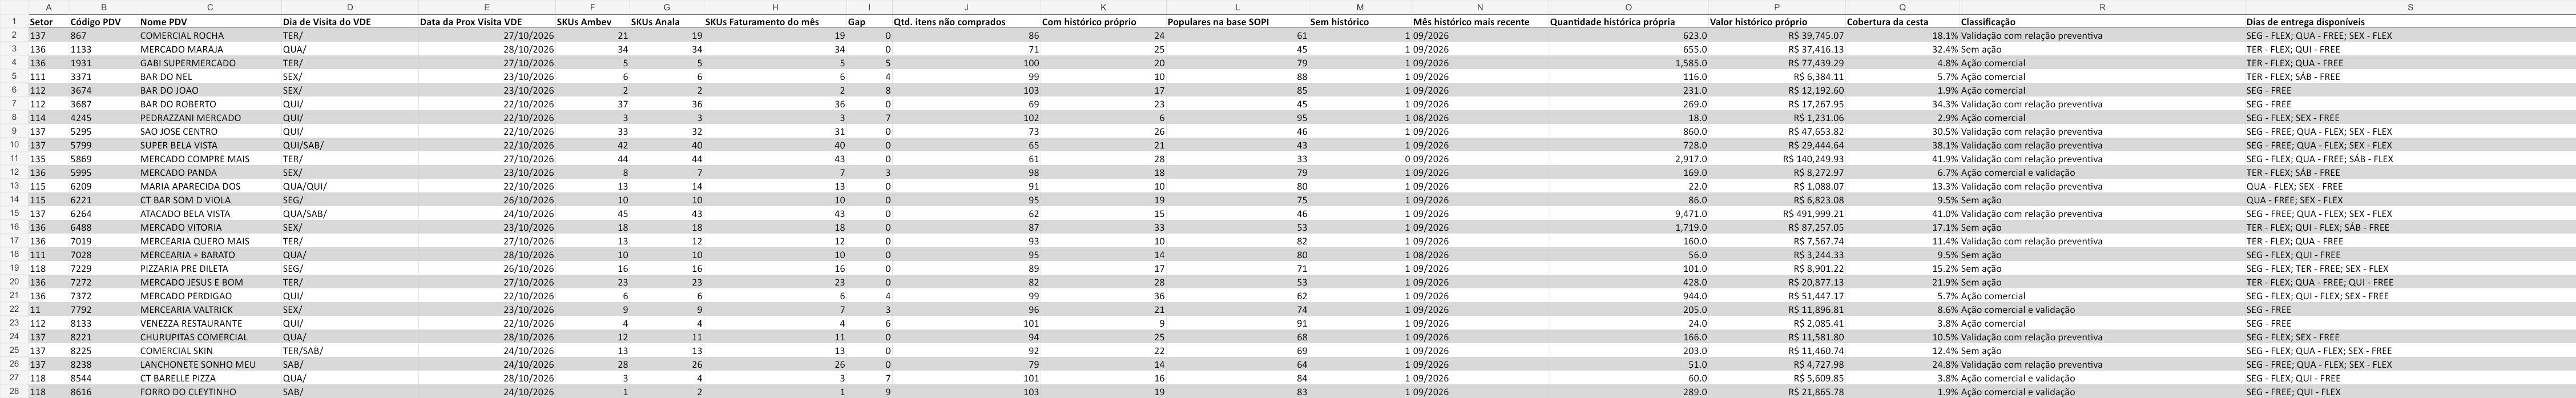 A B C D E F G H I J K L M N O P Q R S
1 Setor Código PDV Nome PDV Dia de Visita do VDE Data da Prox Visita VDE SKUs Ambev SKUs Anala SKUs Faturamento do mês Gap Qtd. itens não comprados Com histórico próprio Populares na base SOPI Sem histórico Mês histórico mais recente Quantidade histórica própria Valor histórico próprio Cobertura da cesta Classificação Dias de entrega disponíveis
2 137 867 COMERCIAL ROCHA TER/ 27/10/2026 21 19 19 0 86 24 61 1 09/2026 623.0 R$ 39,745.07 18.1% Validação com relação preventiva SEG - FLEX; QUA - FREE; SEX - FLEX
3 136 1133 MERCADO MARAJA QUA/ 28/10/2026 34 34 34 0 71 25 45 1 09/2026 655.0 R$ 37,416.13 32.4% Sem ação TER - FLEX; QUI - FREE
4 136 1931 GABI SUPERMERCADO TER/ 27/10/2026 5 5 5 5 100 20 79 1 09/2026 1,585.0 R$ 77,439.29 4.8% Ação comercial TER - FLEX; QUA - FREE
5 111 3371 BAR DO NEL SEX/ 23/10/2026 6 6 6 4 99 10 88 1 09/2026 116.0 R$ 6,384.11 5.7% Ação comercial TER - FLEX; SÁB - FREE
6 112 3674 BAR DO JOAO SEX/ 23/10/2026 2 2 2 8 103 17 85 1 09/2026 231.0 R$ 12,192.60 1.9% Ação comercial SEG - FREE
7 112 3687 BAR DO ROBERTO QUI/ 22/10/2026 37 36 36 0 69 23 45 1 09/2026 269.0 R$ 17,267.95 34.3% Validação com relação preventiva SEG - FREE
8 114 4245 PEDRAZZANI MERCADO QUI/ 22/10/2026 3 3 3 7 102 6 95 1 08/2026 18.0 R$ 1,231.06 2.9% Ação comercial SEG - FLEX; SEX - FREE
9 137 5295 SAO JOSE CENTRO QUI/ 22/10/2026 33 32 31 0 73 26 46 1 09/2026 860.0 R$ 47,653.82 30.5% Validação com relação preventiva SEG - FREE; QUA - FLEX; SEX - FLEX
10 137 5799 SUPER BELA VISTA QUI/SAB/ 22/10/2026 42 40 40 0 65 21 43 1 09/2026 728.0 R$ 29,444.64 38.1% Validação com relação preventiva SEG - FREE; QUA - FLEX; SEX - FLEX
11 135 5869 MERCADO COMPRE MAIS TER/ 27/10/2026 44 44 43 0 61 28 33 0 09/2026 2,917.0 R$ 140,249.93 41.9% Validação com relação preventiva SEG - FLEX; QUA - FREE; SÁB - FLEX
12 136 5995 MERCADO PANDA SEX/ 23/10/2026 8 7 7 3 98 18 79 1 09/2026 169.0 R$ 8,272.97 6.7% Ação comercial e validação TER - FLEX; SÁB - FREE
13 115 6209 MARIA APARECIDA DOS QUA/QUI/ 22/10/2026 13 14 13 0 91 10 80 1 09/2026 22.0 R$ 1,088.07 13.3% Validação com relação preventiva QUA - FLEX; SEX - FREE
14 115 6221 CT BAR SOM D VIOLA SEG/ 26/10/2026 10 10 10 0 95 19 75 1 09/2026 86.0 R$ 6,823.08 9.5% Sem ação QUA - FREE; SEX - FLEX
15 137 6264 ATACADO BELA VISTA QUA/SAB/ 24/10/2026 45 43 43 0 62 15 46 1 09/2026 9,471.0 R$ 491,999.21 41.0% Validação com relação preventiva SEG - FREE; QUA - FLEX; SEX - FLEX
16 136 6488 MERCADO VITORIA SEX/ 23/10/2026 18 18 18 0 87 33 53 1 09/2026 1,719.0 R$ 87,257.05 17.1% Sem ação TER - FLEX; QUI - FLEX; SÁB - FREE
17 136 7019 MERCEARIA QUERO MAIS TER/ 27/10/2026 13 12 12 0 93 10 82 1 09/2026 160.0 R$ 7,567.74 11.4% Validação com relação preventiva TER - FLEX; QUA - FREE
18 111 7028 MERCEARIA + BARATO QUA/ 28/10/2026 10 10 10 0 95 14 80 1 08/2026 56.0 R$ 3,244.33 9.5% Sem ação SEG - FLEX; QUI - FREE
19 118 7229 PIZZARIA PRE DILETA SEG/ 26/10/2026 16 16 16 0 89 17 71 1 09/2026 101.0 R$ 8,901.22 15.2% Sem ação SEG - FLEX; TER - FREE; SEX - FLEX
20 136 7272 MERCADO JESUS E BOM TER/ 27/10/2026 23 23 23 0 82 28 53 1 09/2026 428.0 R$ 20,877.13 21.9% Sem ação TER - FLEX; QUA - FREE; QUI - FREE
21 136 7372 MERCADO PERDIGAO QUI/ 22/10/2026 6 6 6 4 99 36 62 1 09/2026 944.0 R$ 51,447.17 5.7% Ação comercial SEG - FLEX; QUI - FLEX; SEX - FREE
22 11 7792 MERCEARIA VALTRICK SEX/ 23/10/2026 9 9 7 3 96 21 74 1 09/2026 205.0 R$ 11,896.81 8.6% Ação comercial e validação SEG - FREE
23 112 8133 VENEZZA RESTAURANTE QUI/ 22/10/2026 4 4 4 6 101 9 91 1 09/2026 24.0 R$ 2,085.41 3.8% Ação comercial SEG - FREE
24 137 8221 CHURUPITAS COMERCIAL QUA/ 28/10/2026 12 11 11 0 94 25 68 1 09/2026 166.0 R$ 11,581.80 10.5% Validação com relação preventiva SEG - FLEX; SEX - FREE
25 137 8225 COMERCIAL SKIN TER/SAB/ 24/10/2026 13 13 13 0 92 22 69 1 09/2026 203.0 R$ 11,460.74 12.4% Sem ação SEG - FLEX; QUA - FLEX; SEX - FREE
26 137 8238 LANCHONETE SONHO MEU SAB/ 24/10/2026 28 26 26 0 79 14 64 1 09/2026 51.0 R$ 4,727.98 24.8% Validação com relação preventiva SEG - FREE; QUA - FLEX; SEX - FLEX
27 118 8544 CT BARELLE PIZZA QUA/ 28/10/2026 3 4 3 7 101 16 84 1 09/2026 60.0 R$ 5,609.85 3.8% Ação comercial e validação SEG - FLEX; QUI - FREE
28 118 8616 FORRO DO CLEYTINHO SAB/ 24/10/2026 1 2 1 9 103 19 83 1 09/2026 289.0 R$ 21,865.78 1.9% Ação comercial e validação SEG - FREE; QUI - FLEX